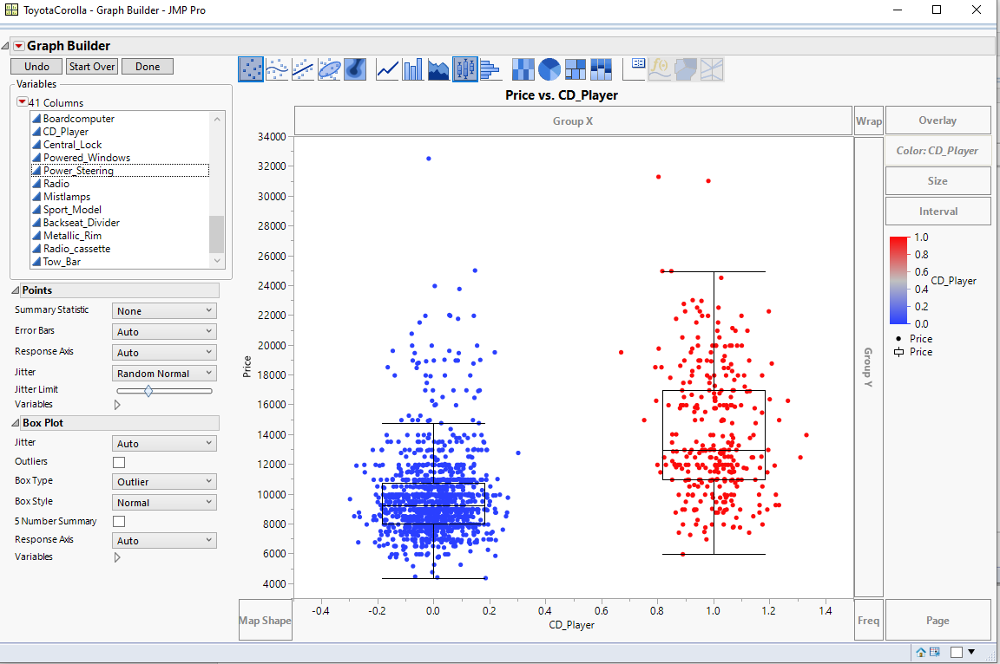 ToyotaCorolla - Graph Builder - JMP Pro
Graph Builder
Undo Start Over Done
Variables
41 Columns
Boardcomputer
CD_Player
Central_Lock
Powered_Windows
Power_Steering
Radio
Mistlamps
Sport_Model
Backseat_Divider
Metallic_Rim
Radio_cassette
Tow_Bar
Points
Summary Statistic None
Error Bars Auto
Response Axis Auto
Jitter Random Normal
Jitter Limit
Variables
Box Plot
Jitter Auto
Outliers
Box Type Outlier
Box Style Normal
5 Number Summary
Response Axis Auto
Variables
Price vs. CD_Player
Group X
Wrap
Overlay
Color: CD_Player
Size
Interval
34000
32000
30000
28000
26000
24000
22000
20000
18000
16000
14000
12000
10000
8000
6000
4000
Price
-0.4 -0.2 0.0 0.2 0.4 0.6 0.8 1.0 1.2 1.4
CD_Player
Group Y
1.0
0.8
0.6
0.4
0.2
0.0
CD_Player
Price
Price
Map Shape
Freq
Page